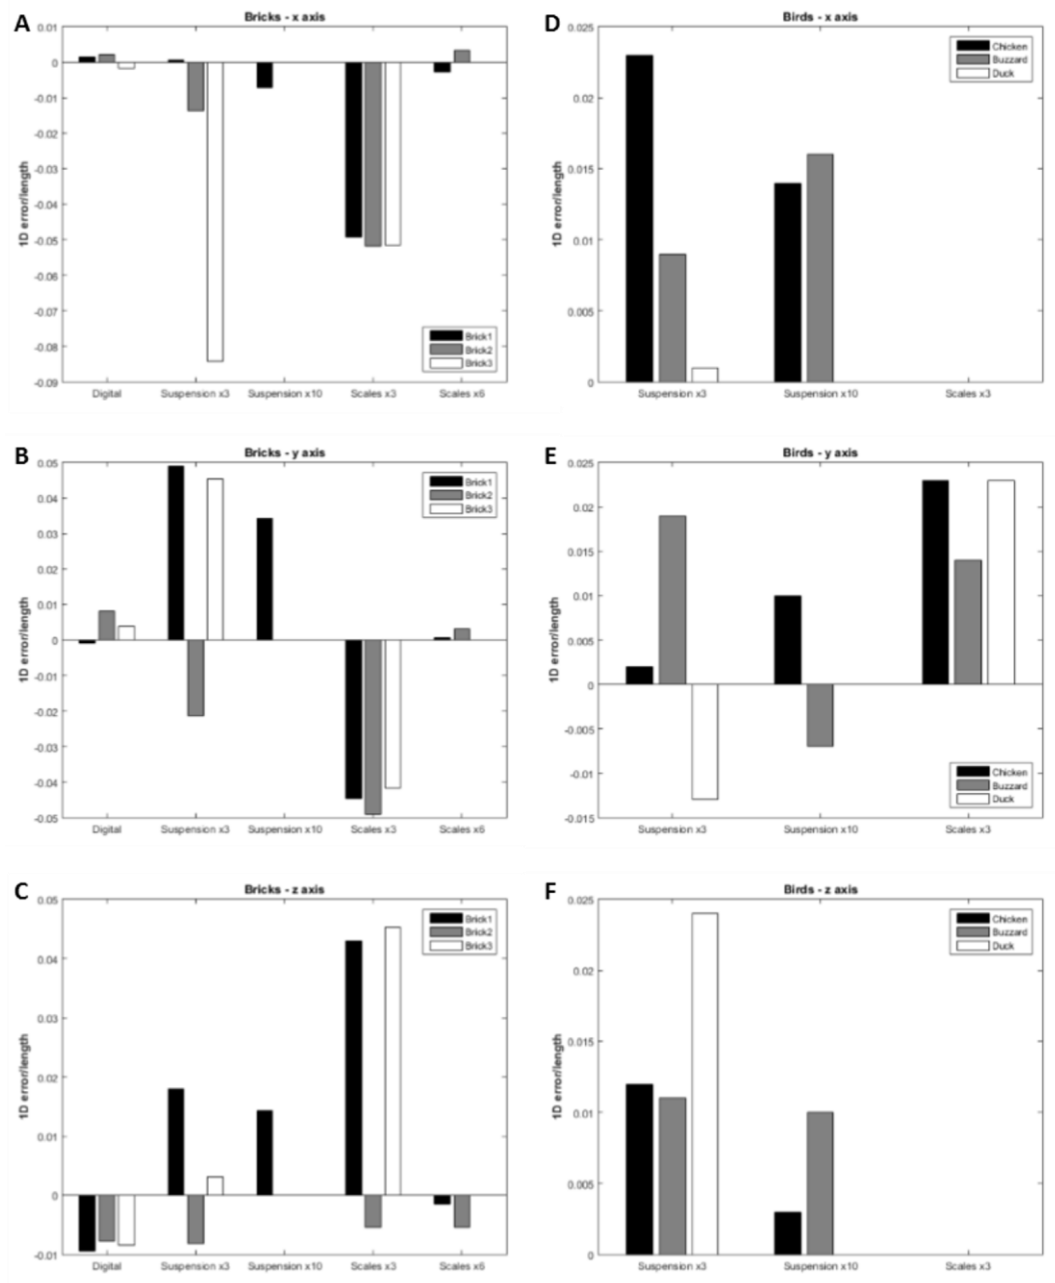 A
Bricks - x axis
0.01
0
-0.01
-0.02
-0.03
-0.04
-0.05
-0.06
-0.07
-0.08
-0.09
1D error/length
Brick1
Brick2
Brick3
Digital Suspension x3 Suspension x10 Scales x3 Scales x6
D
Birds - x axis
0.025
0.02
0.015
0.01
0.005
0
1D error/length
Chicken
Buzzard
Duck
Suspension x3 Suspension x10 Scales x3
B
Bricks - y axis
0.05
0.04
0.03
0.02
0.01
0
-0.01
-0.02
-0.03
-0.04
-0.05
1D error/length
Brick1
Brick2
Brick3
Digital Suspension x3 Suspension x10 Scales x3 Scales x6
E
Birds - y axis
0.025
0.02
0.015
0.01
0.005
0
-0.005
-0.01
-0.015
1D error/length
Chicken
Buzzard
Duck
Suspension x3 Suspension x10 Scales x3
C
Bricks - z axis
0.05
0.04
0.03
0.02
0.01
0
-0.01
1D error/length
Brick1
Brick2
Brick3
Digital Suspension x3 Suspension x10 Scales x3 Scales x6
F
Birds - z axis
0.025
0.02
0.015
0.01
0.005
0
1D error/length
Chicken
Buzzard
Duck
Suspension x3 Suspension x10 Scales x3